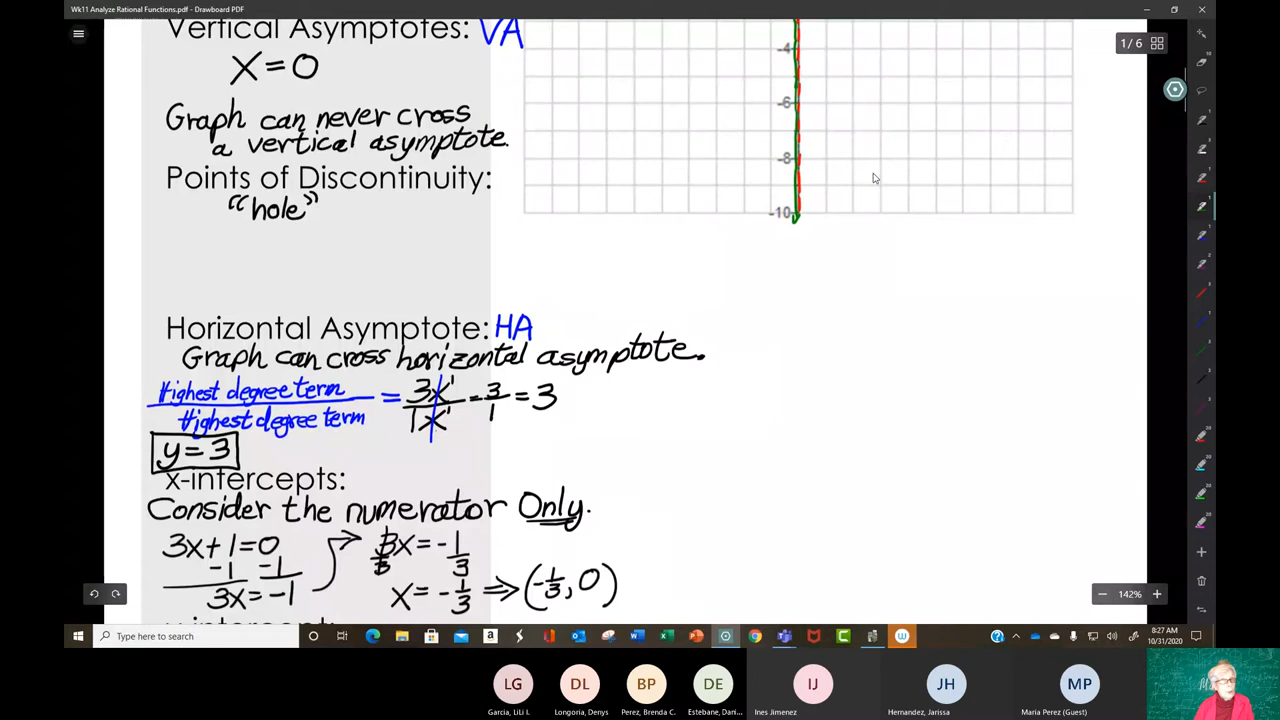 Wk11 Analyze Rational Functions.pdf - Drawboard PDF
Vertical Asymptotes: VA
X = 0
Graph can never cross
a vertical asymptote.
Points of Discontinuity:
"hole"
-4
-6
-8
-10
1 / 6
Horizontal Asymptote: HA
Graph can cross horizontal asymptote.
Highest degree term
Highest degree term
= 3x¹ / 1x¹ = 3/1 = 3
y = 3
x-intercepts:
Consider the numerator Only.
3x+1=0
-1 -1
3x=-1
3x = -1
3 3
x = -1/3 ⇒ (-1/3, 0)
142%
Type here to search
8:27 AM
10/31/2020
LG
DL
BP
DE
IJ
JH
MP
Garcia, LiLi I.
Longoria, Denys
Perez, Brenda C.
Estebane, Dani...
Ines Jimenez
Hernandez, Jarissa
Maria Perez (Guest)